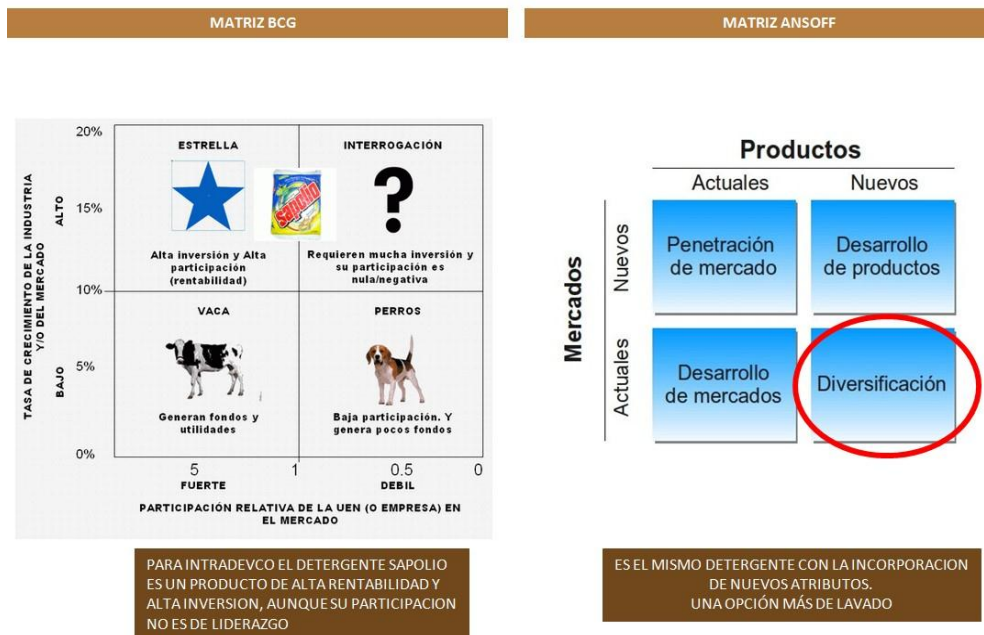 MATRIZ BCG
MATRIZ ANSOFF
TASA DE CRECIMIENTO DE LA INDUSTRIA
Y/O DEL MERCADO
ALTO
BAJO
20%
15%
10%
5%
0%
ESTRELLA
Alta inversión y Alta
participación
(rentabilidad)
Sapolio
INTERROGACIÓN
?
Requieren mucha inversión y
su participación es
nula/negativa
VACA
Generan fondos y
utilidades
PERROS
Baja participación. Y
genera pocos fondos
5
1
0.5
0
FUERTE
DEBIL
PARTICIPACIÓN RELATIVA DE LA UEN (O EMPRESA) EN
EL MERCADO
Productos
Actuales
Nuevos
Mercados
Nuevos
Actuales
Penetración
de mercado
Desarrollo
de productos
Desarrollo
de mercados
Diversificación
PARA INTRADEVCO EL DETERGENTE SAPOLIO
ES UN PRODUCTO DE ALTA RENTABILIDAD Y
ALTA INVERSION, AUNQUE SU PARTICIPACION
NO ES DE LIDERAZGO
ES EL MISMO DETERGENTE CON LA INCORPORACION
DE NUEVOS ATRIBUTOS.
UNA OPCIÓN MÁS DE LAVADO